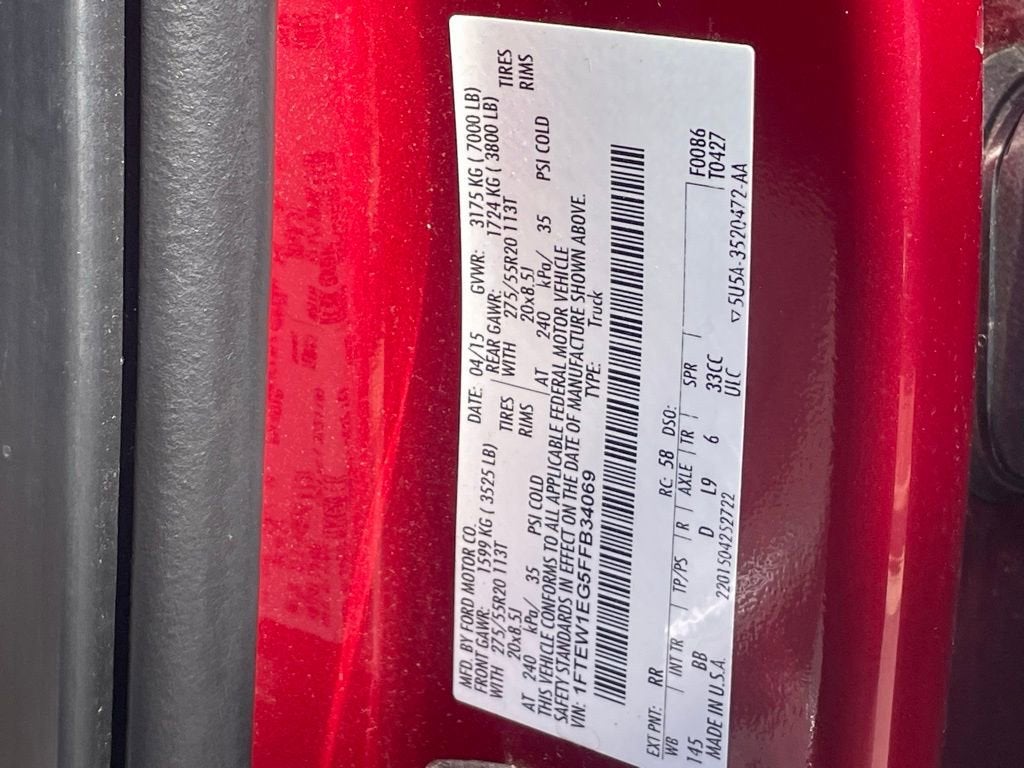 MFD. BY FORD MOTOR CO.
DATE: 04/15 GVWR: 3175 KG ( 7000 LB)
FRONT GAWR: 1599 KG ( 3525 LB) REAR GAWR: 1724 KG ( 3800 LB)
WITH 275/55R20 113T TIRES WITH 275/55R20 113T TIRES
20x8.5J RIMS 20x8.5J RIMS
AT 240 kPa/ 35 PSI COLD AT 240 kPa/ 35 PSI COLD
THIS VEHICLE CONFORMS TO ALL APPLICABLE FEDERAL MOTOR VEHICLE
SAFETY STANDARDS IN EFFECT ON THE DATE OF MANUFACTURE SHOWN ABOVE.
VIN: 1FTEW1EG5FFB34069 TYPE: Truck
EXT PNT: RR RC: 58 DSO: F0086
WB INT TR TP/PS R AXLE TR SPR T0427
145 BB D L9 6 33CC
MADE IN U.S.A. 2201504252722 ULC ▽5U5A-3520472-AA